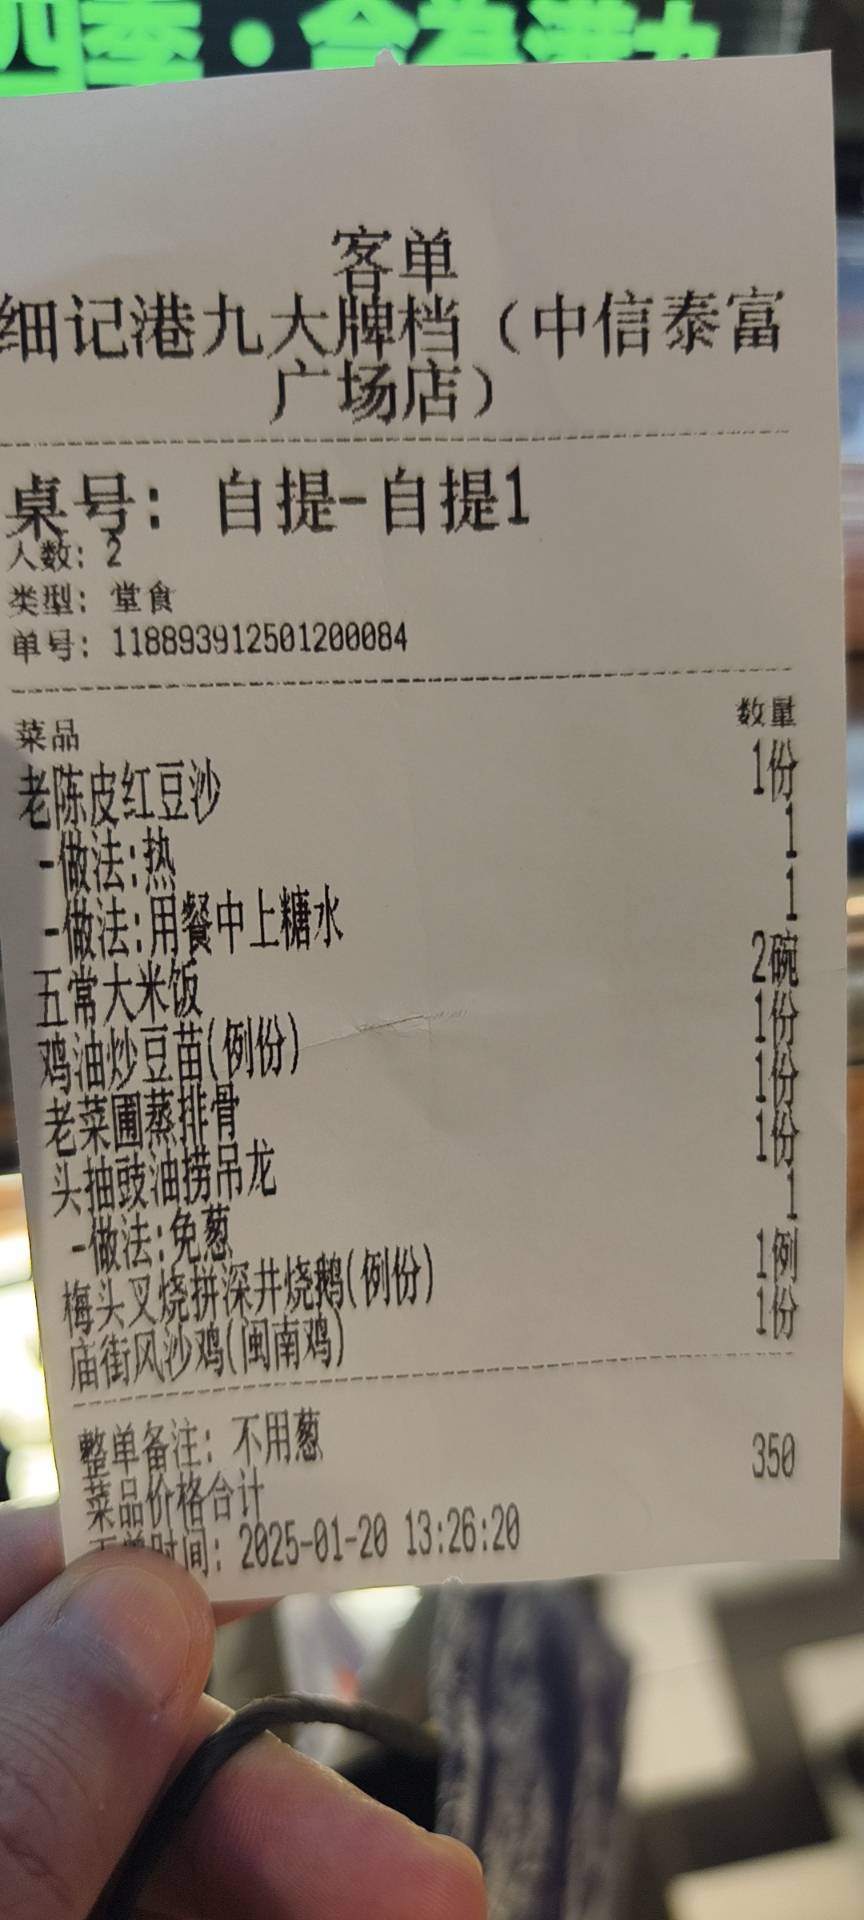 四季·
客单
细记港九大牌档（中信泰富
广场店）
桌号: 自提-自提1
人数: 2
类型: 堂食
单号: 118893912501200084
菜品 数量
老陈皮红豆沙 1份
-做法:热 1
-做法:用餐中上糖水 1
五常大米饭 2碗
鸡油炒豆苗(例份) 1份
老菜圃蒸排骨 1份
头抽豉油捞吊龙 1份
-做法:免葱 1
梅头叉烧拼深井烧鹅(例份) 1例
庙街风沙鸡(闽南鸡) 1份
整单备注: 不用葱
菜品价格合计 350
时间: 2025-01-20 13:26:20